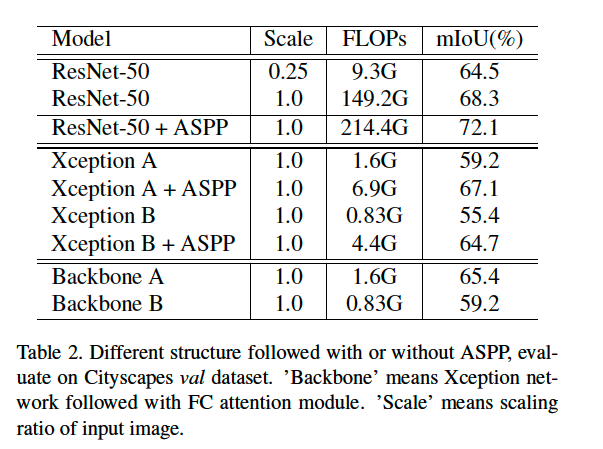 Model Scale FLOPs mIoU(%)
ResNet-50 0.25 9.3G 64.5
ResNet-50 1.0 149.2G 68.3
ResNet-50 + ASPP 1.0 214.4G 72.1
Xception A 1.0 1.6G 59.2
Xception A + ASPP 1.0 6.9G 67.1
Xception B 1.0 0.83G 55.4
Xception B + ASPP 1.0 4.4G 64.7
Backbone A 1.0 1.6G 65.4
Backbone B 1.0 0.83G 59.2
Table 2. Different structure followed with or without ASPP, eval-
uate on Cityscapes val dataset. ’Backbone’ means Xception net-
work followed with FC attention module. ’Scale’ means scaling
ratio of input image.